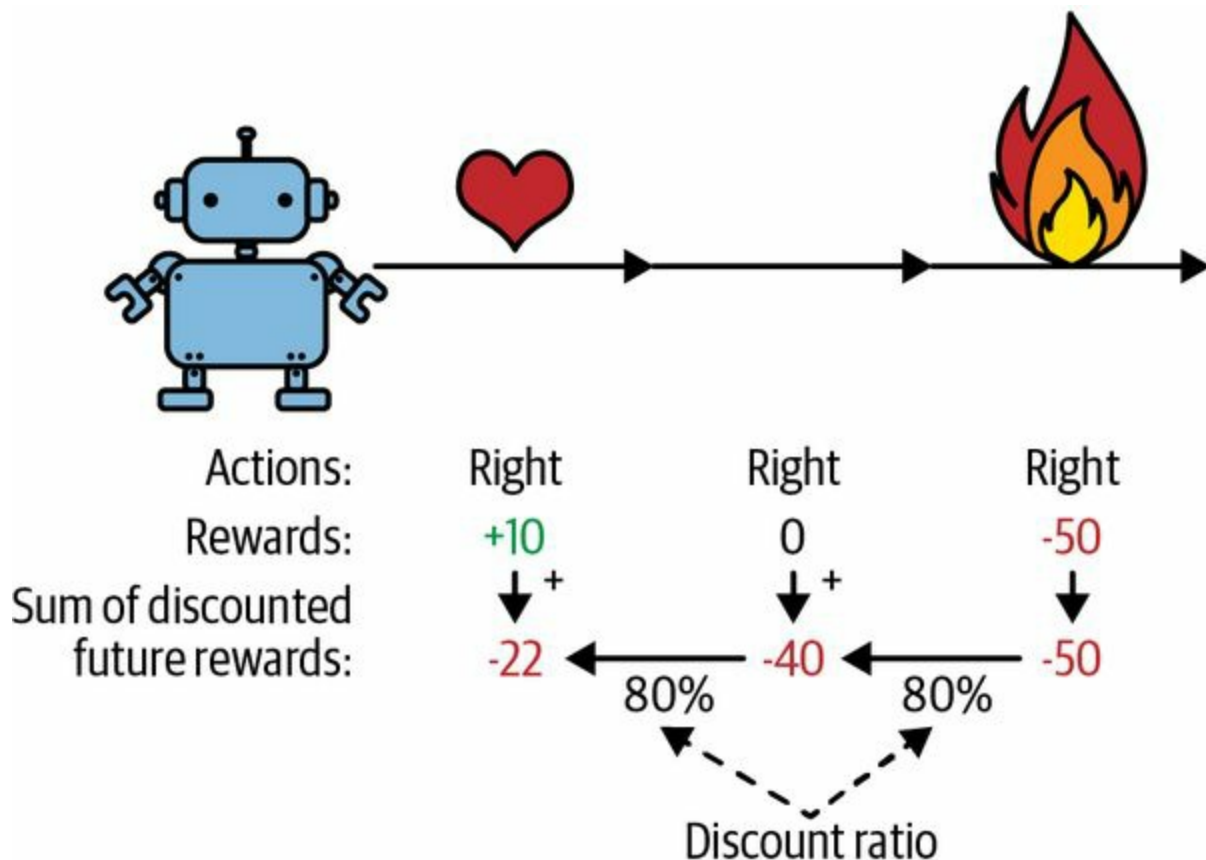 Actions: Right Right Right
Rewards: +10 0 -50
+ +
Sum of discounted
future rewards: -22 -40 -50
80% 80%
Discount ratio